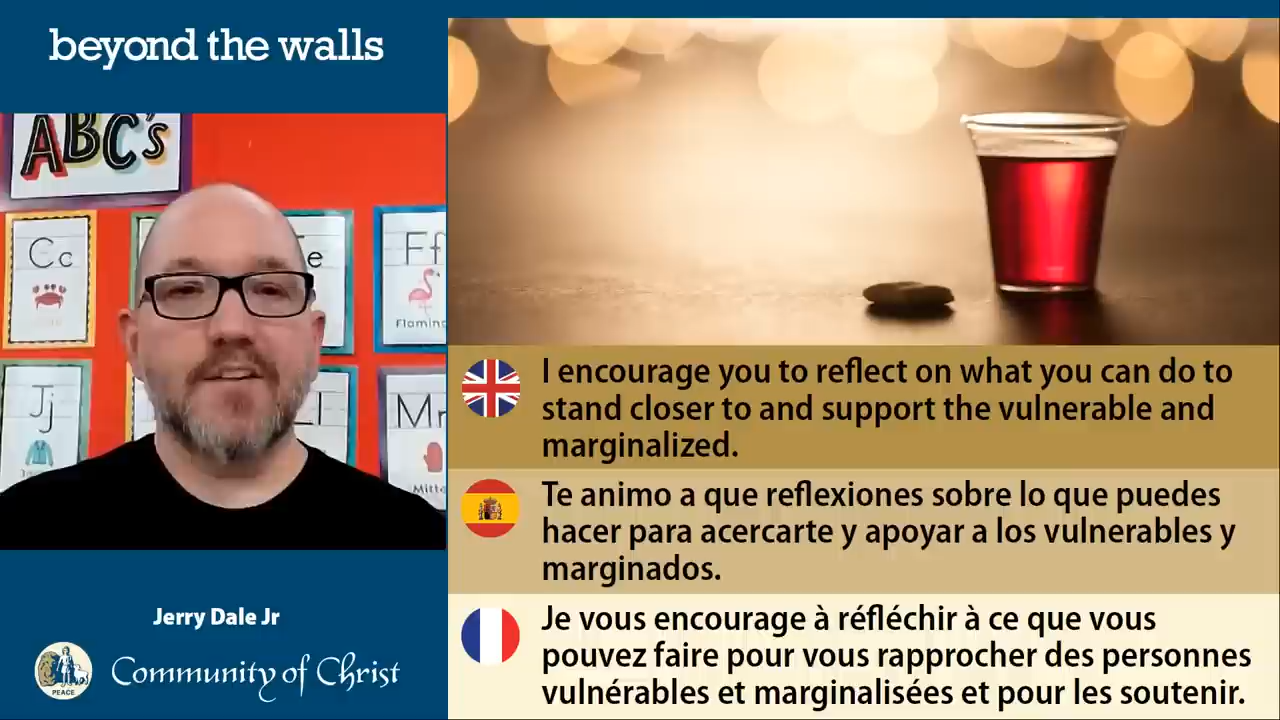 beyond the walls
ABC's
Cc
e
Ff
Flaming
Jj
Mr
Mitte
I encourage you to reflect on what you can do to
stand closer to and support the vulnerable and
marginalized.
Te animo a que reflexiones sobre lo que puedes
hacer para acercarte y apoyar a los vulnerables y
marginados.
Je vous encourage à réfléchir à ce que vous
pouvez faire pour vous rapprocher des personnes
vulnérables et marginalisées et pour les soutenir.
Jerry Dale Jr
PEACE
Community of Christ